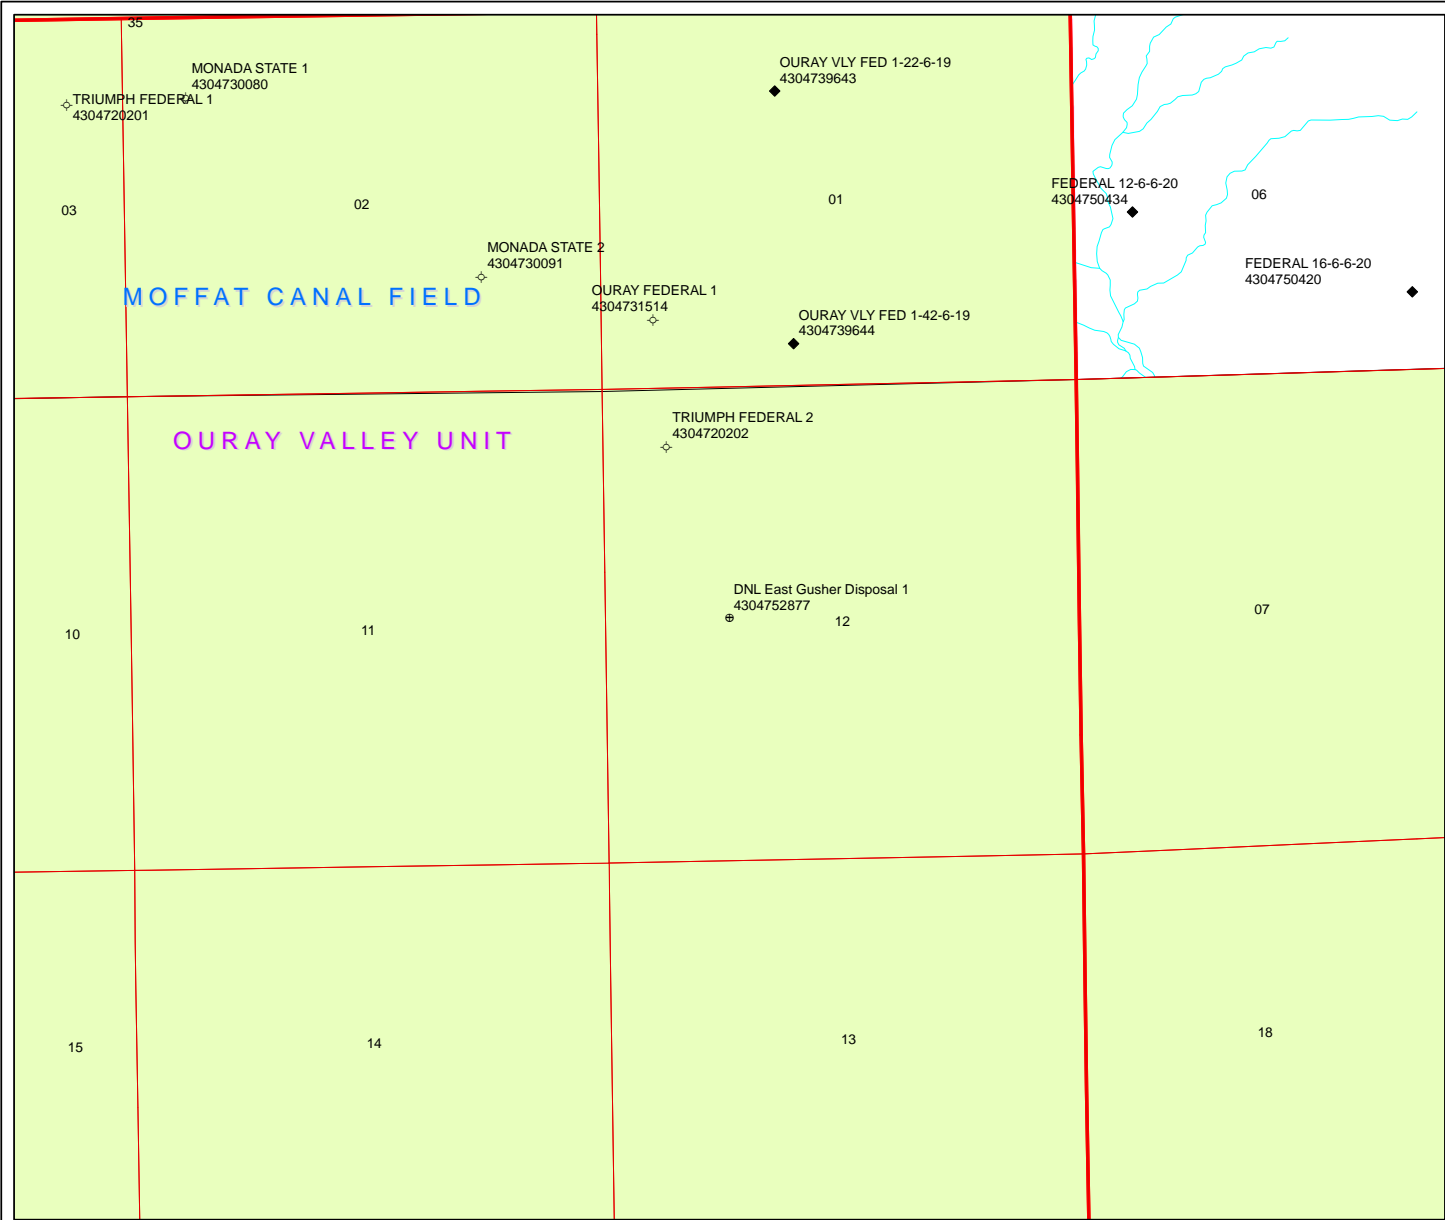 35
MONADA STATE 1
4304730080
OURAY VLY FED 1-22-6-19
4304739643
TRIUMPH FEDERAL 1
4304720201
FEDERAL 12-6-6-20
4304750434
06
03
02
01
MONADA STATE 2
4304730091
FEDERAL 16-6-6-20
4304750420
MOFFAT CANAL FIELD
OURAY FEDERAL 1
4304731514
OURAY VLY FED 1-42-6-19
4304739644
TRIUMPH FEDERAL 2
4304720202
OURAY VALLEY UNIT
DNL East Gusher Disposal 1
4304752877
10
11
12
07
15
14
13
18